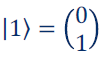 |1⟩ = (0
1)